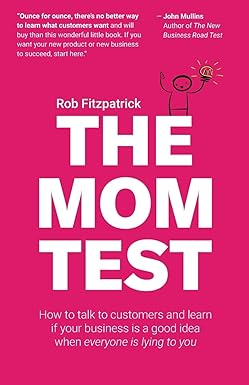 "Ounce for ounce, there's no better way
to learn what customers want and will
buy than this wonderful little book. If you
want your new product or new business
to succeed, start here."
— John Mullins
Author of The New
Business Road Test
Rob Fitzpatrick
THE
MOM
TEST
How to talk to customers and learn
if your business is a good idea
when everyone is lying to you